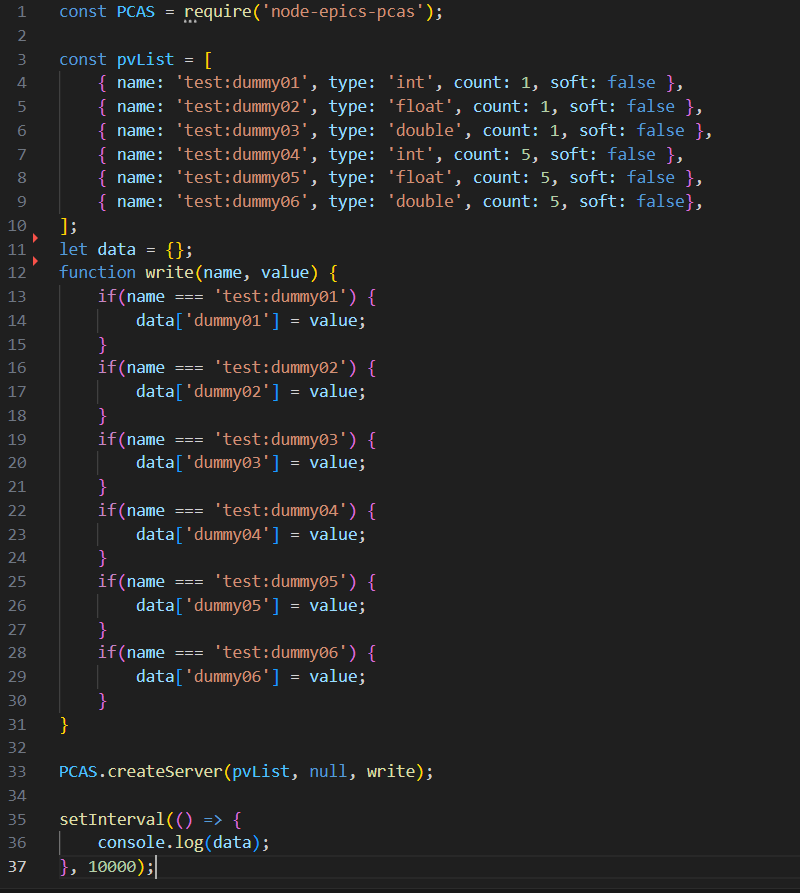 1 const PCAS = require('node-epics-pcas');
2
3 const pvList = [
4     { name: 'test:dummy01', type: 'int', count: 1, soft: false },
5     { name: 'test:dummy02', type: 'float', count: 1, soft: false },
6     { name: 'test:dummy03', type: 'double', count: 1, soft: false },
7     { name: 'test:dummy04', type: 'int', count: 5, soft: false },
8     { name: 'test:dummy05', type: 'float', count: 5, soft: false },
9     { name: 'test:dummy06', type: 'double', count: 5, soft: false},
10 ];
11 let data = {};
12 function write(name, value) {
13     if(name === 'test:dummy01') {
14         data['dummy01'] = value;
15     }
16     if(name === 'test:dummy02') {
17         data['dummy02'] = value;
18     }
19     if(name === 'test:dummy03') {
20         data['dummy03'] = value;
21     }
22     if(name === 'test:dummy04') {
23         data['dummy04'] = value;
24     }
25     if(name === 'test:dummy05') {
26         data['dummy05'] = value;
27     }
28     if(name === 'test:dummy06') {
29         data['dummy06'] = value;
30     }
31 }
32
33 PCAS.createServer(pvList, null, write);
34
35 setInterval(() => {
36     console.log(data);
37 }, 10000);